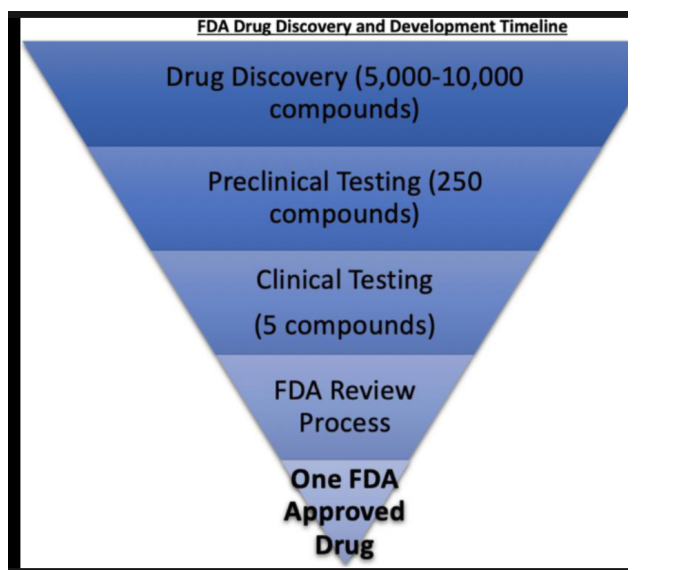 FDA Drug Discovery and Development Timeline
Drug Discovery (5,000-10,000
compounds)
Preclinical Testing (250
compounds)
Clinical Testing
(5 compounds)
FDA Review
Process
One FDA
Approved
Drug